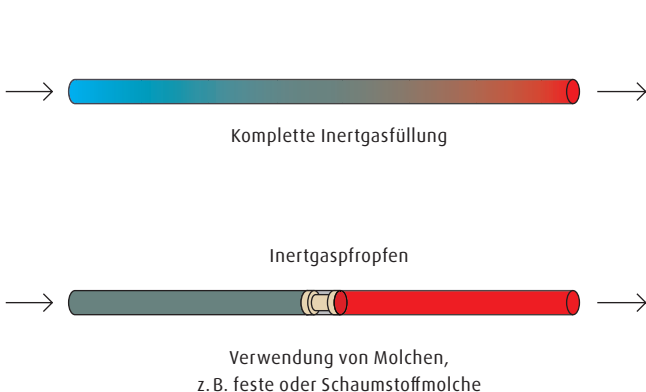 Komplette Inertgasfüllung
Inertgaspfropfen
Verwendung von Molchen,
z. B. feste oder Schaumstoffmolche